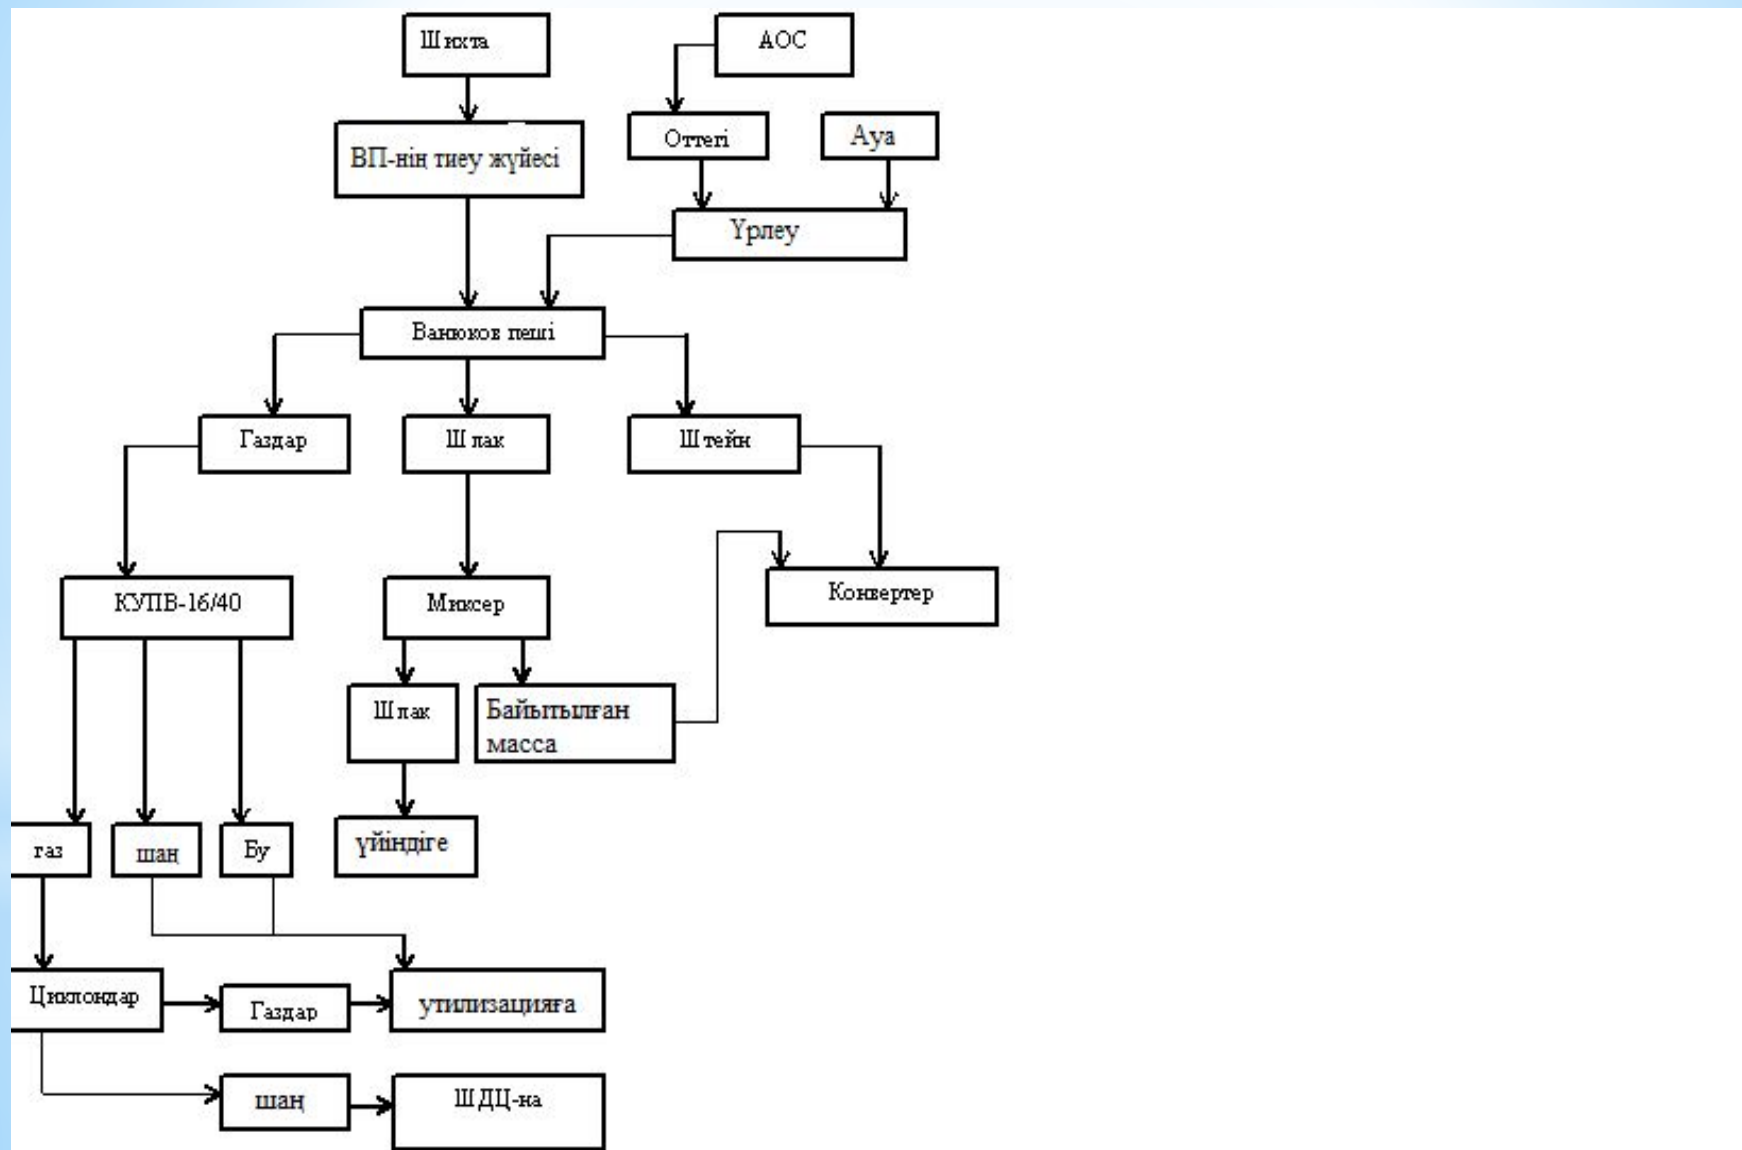 Шихта
АОС
Оттегі
Ауа
ВП-нің тиеу жүйесі
Үрлеу
Ванюков пеші
Газдар
Шлак
Штейн
КУПВ-16/40
Миксер
Конвертер
Шлак
Байытылған
масса
газ
шаң
Бу
үйіндіге
Циклондар
Газдар
утилизацияға
шаң
ШДЦ-на